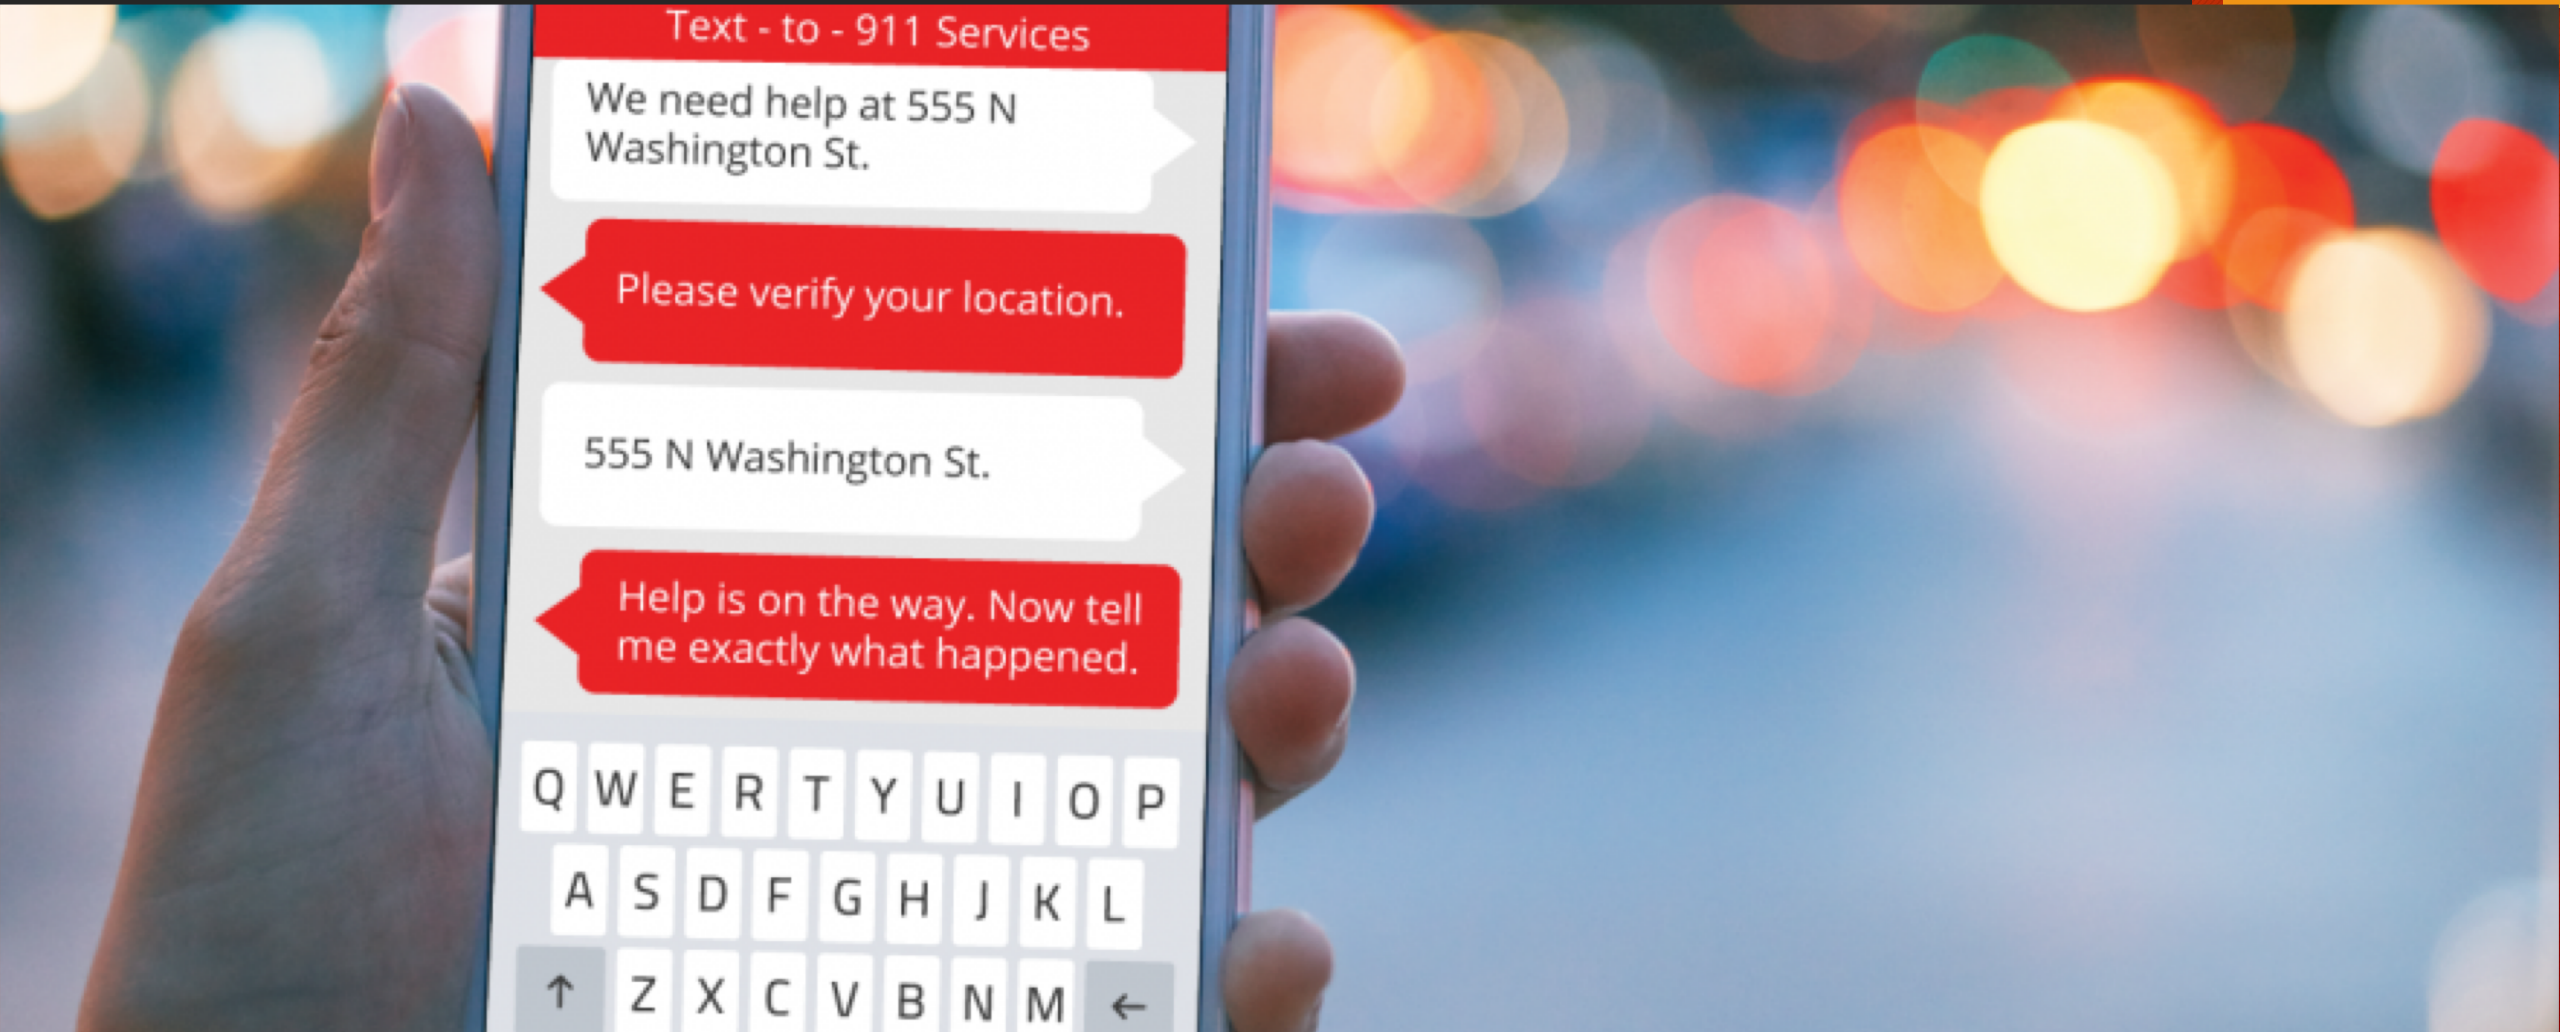 Text - to - 911 Services
We need help at 555 N
Washington St.
Please verify your location.
555 N Washington St.
Help is on the way. Now tell
me exactly what happened.
Q W E R T Y U I O P
A S D F G H J K L
↑ Z X C V B N M ←